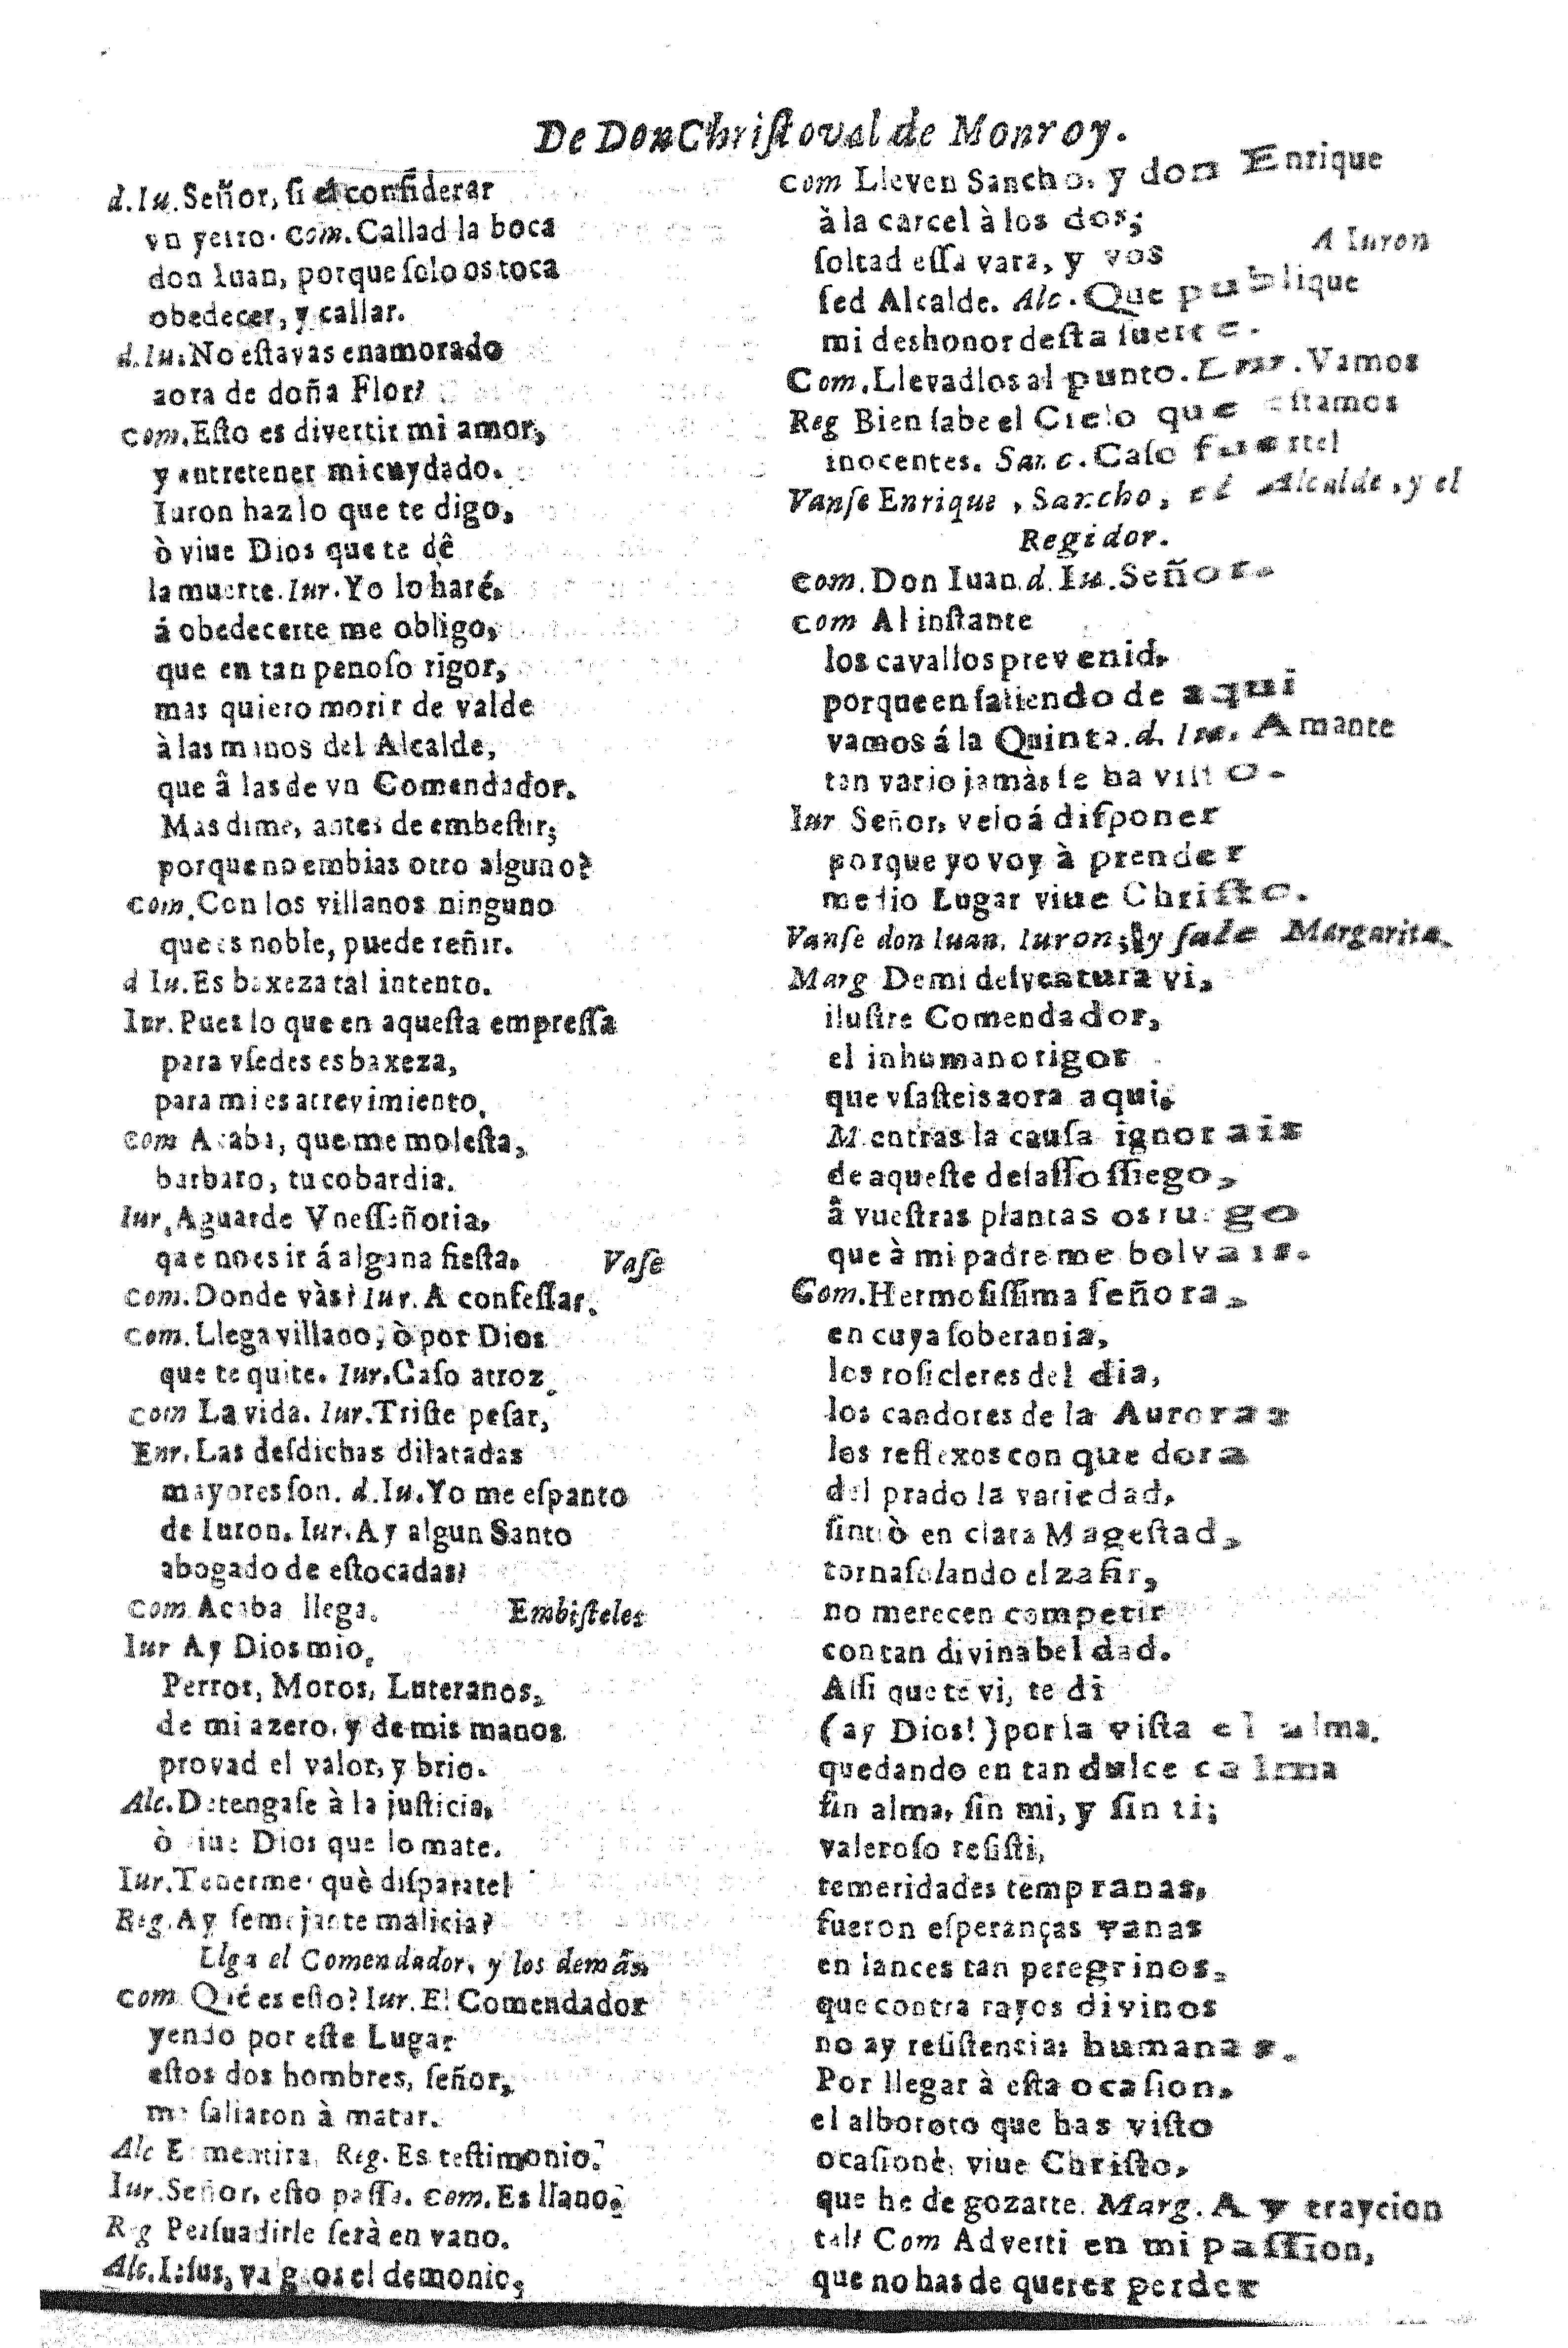 De Don Christoval de Monroy.
d.Iu. Señor, si el considerar
vn yerro. Com. Callad la boca
don Iuan, porque solo os toca
obedecer, y callar.
d.Iu. No estavas enamorado
aora de doña Flor?
Com. Esto es divertir mi amor,
y entretener mi cuydado.
Iuron haz lo que te digo,
ò viue Dios que te dê
la muerte. Iur. Yo lo haré,
á obedecerte me obligo,
que en tan penoso rigor,
mas quiero morir de valde
à las manos del Alcalde,
que â las de vn Comendador.
Mas dime, antes de embestir;
porque no embias otro alguno?
Com. Con los villanos ninguno
que es noble, puede reñir.
d Iu. Es baxeza tal intento.
Iur. Pues lo que en aquesta empressa
para vsedes es baxeza,
para mi es atrevimiento.
Com Acaba, que me molesta,
barbaro, tu cobardia.
Iur. Aguarde Vuesseñoria,
que no es ir á alguna fiesta. Vase
Com. Donde vàs? Iur. A confessar.
Com. Llega villano, ò por Dios
que te quite. Iur. Caso atroz.
Com La vida. Iur. Triste pesar,
Enr. Las desdichas dilatadas
mayores son. d.Iu. Yo me espanto
de Iuron. Iur. Ay algun Santo
abogado de estocadas?
Com Acaba llega. Embisteles
Iur Ay Dios mio.
Perros, Moros, Luteranos,
de mi azero, y de mis manos
provad el valor, y brio.
Alc. Detengase à la justicia,
ò viue Dios que lo mate.
Iur. Tenerme? què disparate!
Reg. Ay semejante malicia?
Llga el Comendador, y los demâs
Com Qué es esto? Iur. El Comendador
yendo por este Lugar
estos dos hombres, señor,
me saliaron à matar.
Alc Es mentira, Reg. Es testimonio.
Iur. Señor, esto passa. Com. Es llano.
Reg Persuadirle serà en vano.
Alc. Iesus, va g os el demonio,
Com Lleven Sancho, y don Enrique
à la carcel à los dos;
soltad essa vara, y vos A Iuron
sed Alcalde. Alc. Que publique
mi deshonor desta suerte.
Com. Llevadlos al punto. Enr. Vamos
Reg Bien sabe el Cielo que estamos
inocentes. Sanc. Caso fuerte!
Vanse Enrique, Sancho, el Alcalde, y el
Regidor.
Com. Don Iuan. d.Iu. Señor.
Com Al instante
los cavallos prevenid,
porque en saliendo de aqui
vamos á la Quinta. d.Iu. Amante
tan vario jamàs se ha visto.
Iur Señor, veloá disponer
porque yo voy à prender
medio Lugar viue Christo.
Vanse don Iuan, Iuron, y sale Margarita.
Marg De mi desventura vi,
ilustre Comendador,
el inhumano rigor
que vsasteis aora aqui.
Mientras la causa ignorais
de aqueste desassossiego,
â vuestras plantas os ruego
que à mi padre me bolvais.
Com. Hermosissima señora,
en cuya soberania,
los rosicleres del dia,
los candores de la Aurora
los reflexos con que dora
del prado la variedad,
sintiò en clara Magestad,
tornasolando el zafir,
no merecen competir
con tan divina beldad.
Assi que te vi, te di
(ay Dios!) por la vista el alma.
quedando en tan dulce calma
sin alma, sin mi, y sin ti;
valeroso resisti,
temeridades tempranas,
fueron esperanças vanas
en lances tan peregrinos,
que contra rayos divinos
no ay resistencias humanas.
Por llegar à esta ocasion,
el alboroto que has visto
ocasionè, viue Christo,
que he de gozarte. Marg. Ay traycion
tal? Com Adverti en mi passion,
que no has de querer perder